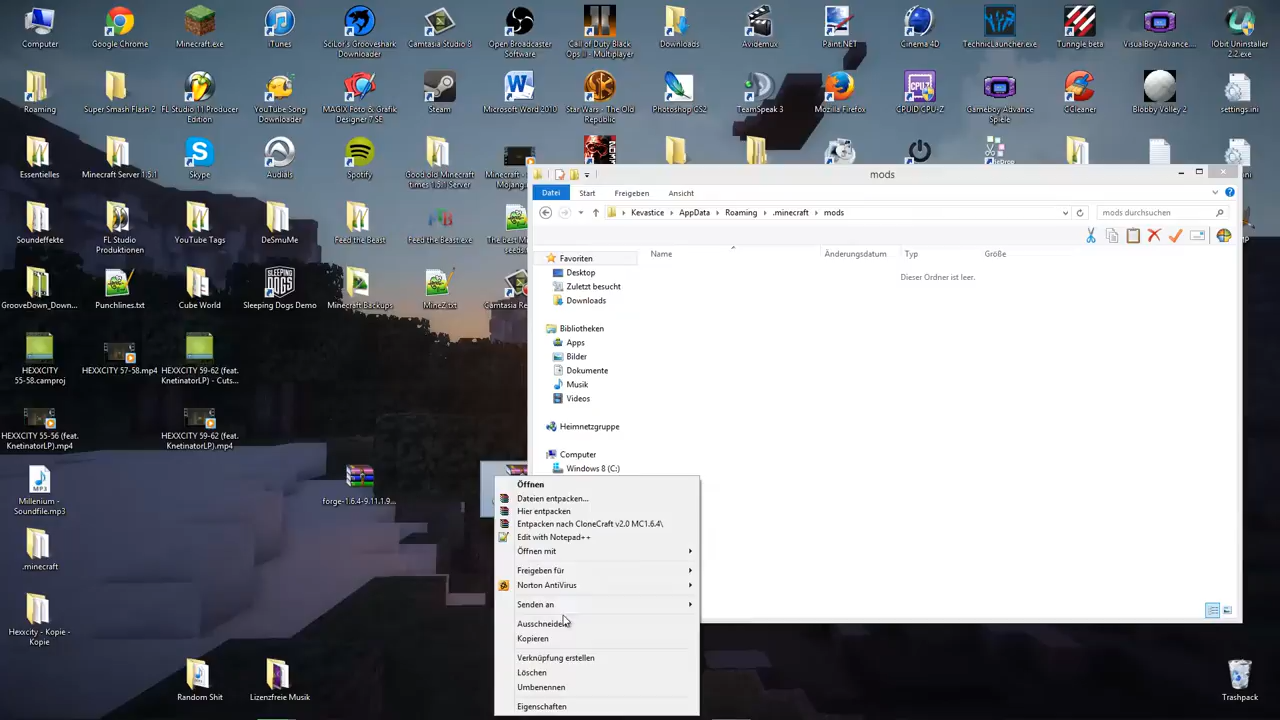 Computer
Google Chrome
Minecraft.exe
iTunes
SciLor's Grooveshark
Downloader
Camtasia Studio 8
Open Broadcaster
Software
Call of Duty Black
Ops II - Multiplayer
Downloads
Avidemux
Paint.NET
Cinema 4D
TechnicLauncher.exe
Tunngle beta
VisualBoyAdvance....
IObit Uninstaller
2.2.exe
Roaming
Super Smash Flash 2
FL Studio 11 Producer
Edition
YouTube Song
Downloader
MAGIX Foto & Grafik
Designer 7 SE
Steam
Microsoft Word 2010
Star Wars - The Old
Republic
Photoshop CS2
TeamSpeak 3
Mozilla Firefox
CPUID CPU-Z
Gameboy Advance
Spiele
CCleaner
Blobby Volley 2
settings.ini
Essentielles
Minecraft Server 1.5.1
Skype
Audials
Spotify
Good old Minecraft
times 1.5.1 Server
Minecraft -
Mojang
Soundeffekte
FL Studio
Produktionen
YouTube Tags
DeSmuMe
Feed the Beast
Feed the Beast.exe
The best M
seeds.
GrooveDown_Down...
Punchlines.txt
Cube World
Sleeping Dogs Demo
Minecraft Backups
MineZ.txt
Camtasia Re
HEXXCITY
55-58.camproj
HEXXCITY 57-58.mp4
HEXXCITY 59-62 (feat.
KnetinatorLP) - Cuts...
HEXXCITY 55-56 (feat.
KnetinatorLP).mp4
HEXXCITY 59-62 (feat.
KnetinatorLP).mp4
Millenium -
Soundfile.mp3
forge-1.6.4-9.11.1.9...
.minecraft
Hexxcity - Kopie -
Kopie
Random Shit
Lizenzfreie Musik
Trashpack
mods
Datei
Start
Freigeben
Ansicht
Kevastice
AppData
Roaming
.minecraft
mods
mods durchsuchen
Name
Änderungsdatum
Typ
Größe
Dieser Ordner ist leer.
Favoriten
Desktop
Zuletzt besucht
Downloads
Bibliotheken
Apps
Bilder
Dokumente
Musik
Videos
Heimnetzgruppe
Computer
Windows 8 (C:)
Öffnen
Dateien entpacken...
Hier entpacken
Entpacken nach CloneCraft v2.0 MC1.6.4\
Edit with Notepad++
Öffnen mit
Freigeben für
Norton AntiVirus
Senden an
Ausschneiden
Kopieren
Verknüpfung erstellen
Löschen
Umbenennen
Eigenschaften